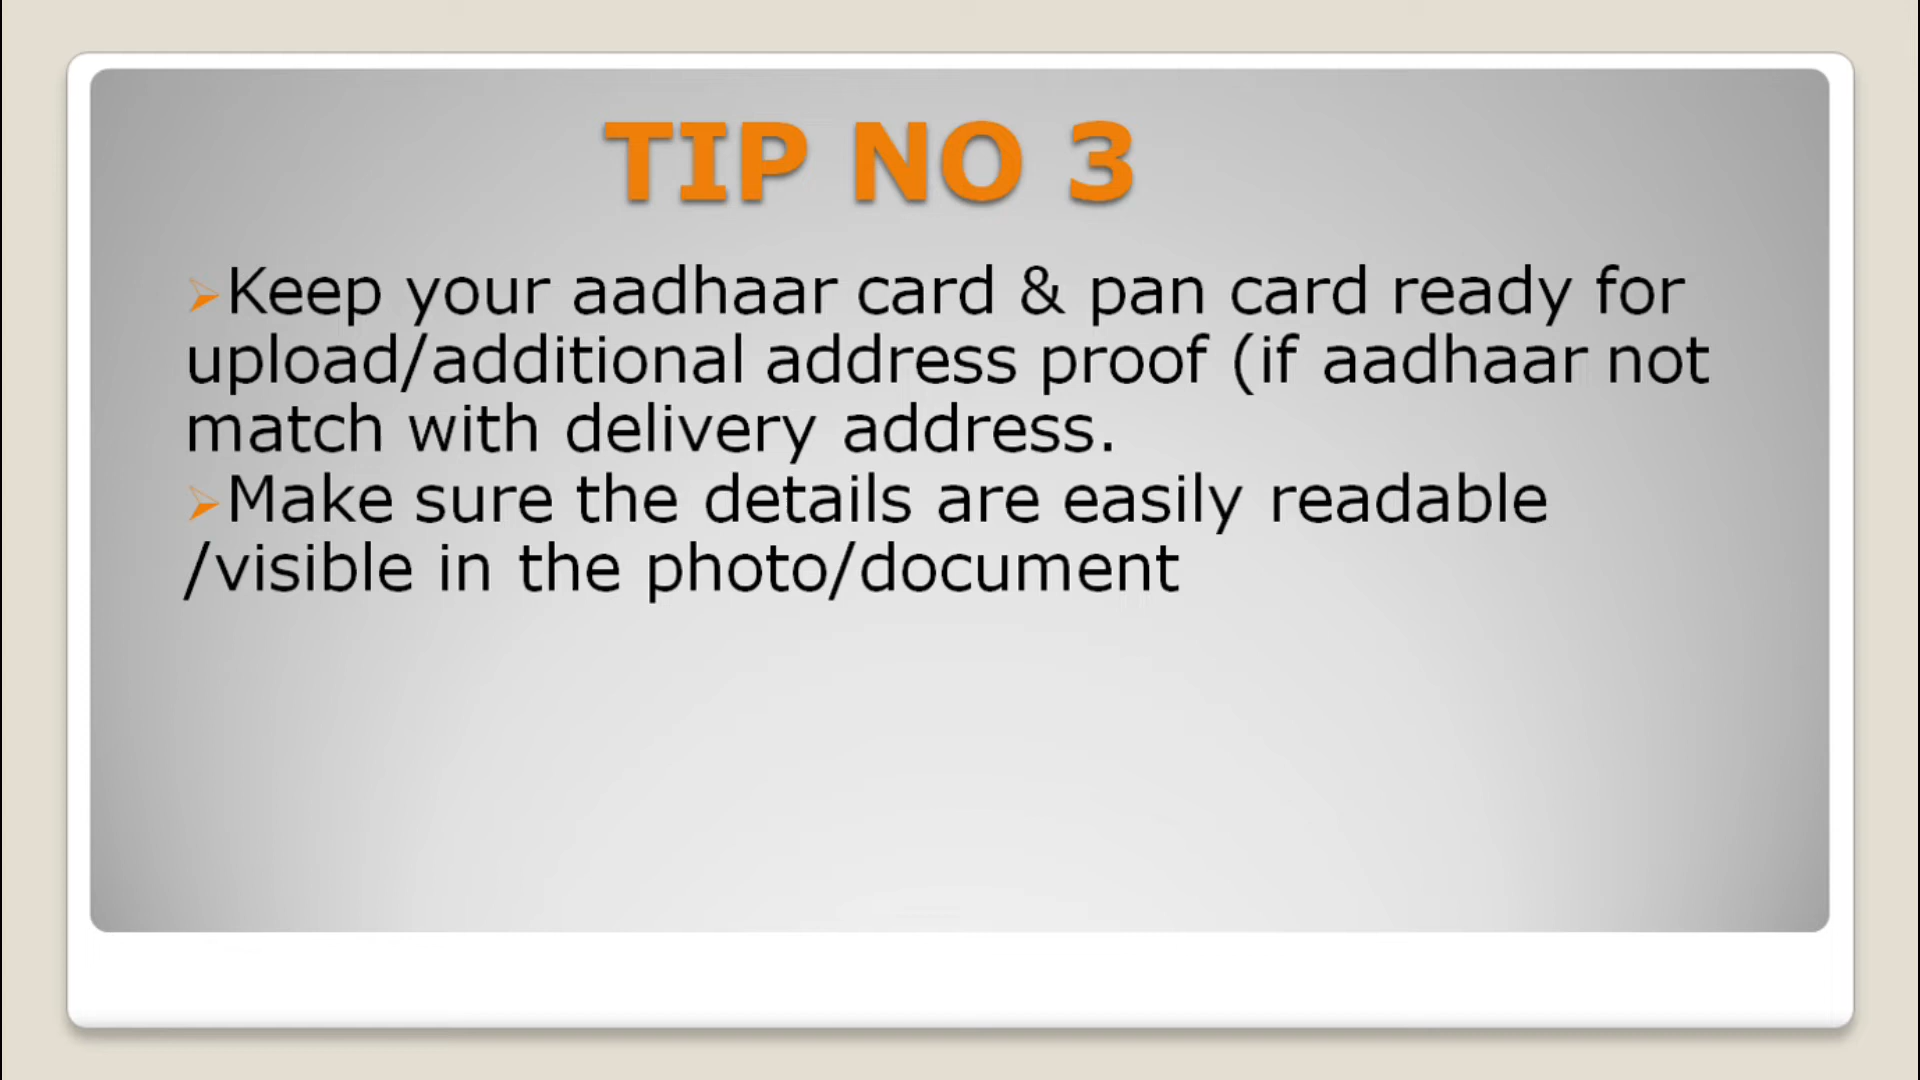 TIP NO 3
➢Keep your aadhaar card & pan card ready for
upload/additional address proof (if aadhaar not
match with delivery address.
➢Make sure the details are easily readable
/visible in the photo/document